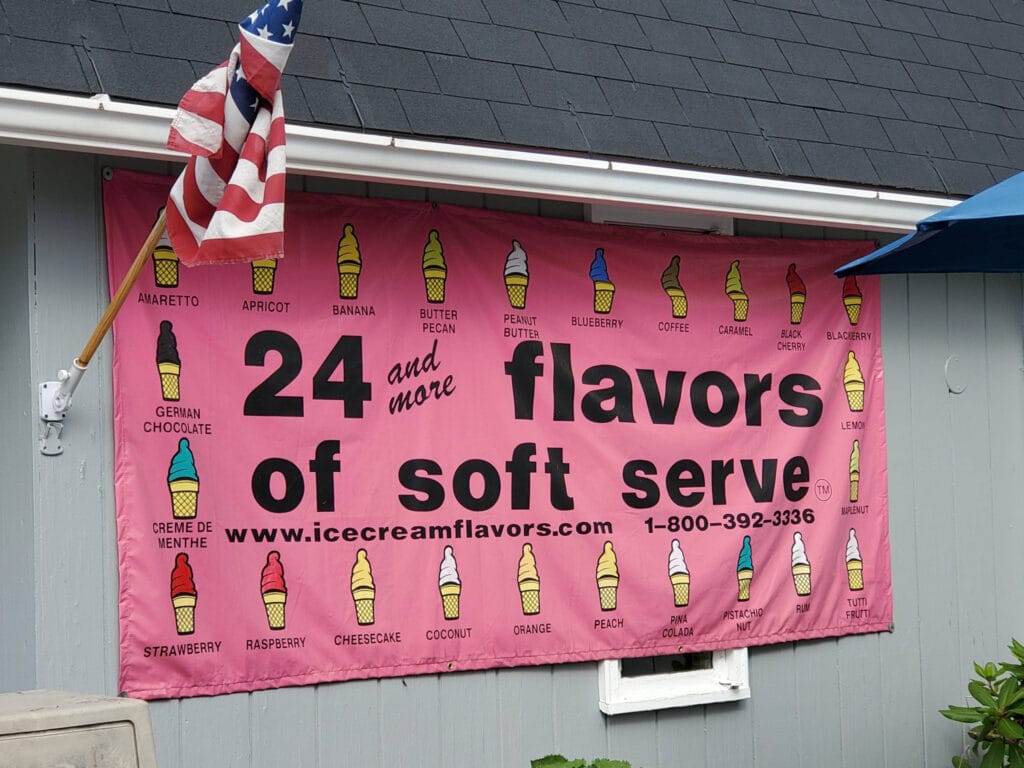 AMARETTO
APRICOT
BANANA
BUTTER
PECAN
PEANUT
BUTTER
BLUEBERRY
COFFEE
CARAMEL
BLACK
CHERRY
BLACKBERRY
GERMAN
CHOCOLATE
24 and more flavors
LEMON
CREME DE
MENTHE
of soft serve TM
MAPLENUT
www.icecreamflavors.com 1-800-392-3336
STRAWBERRY
RASPBERRY
CHEESECAKE
COCONUT
ORANGE
PEACH
PINA
COLADA
PISTACHIO
NUT
RUM
TUTTI
FRUTTI